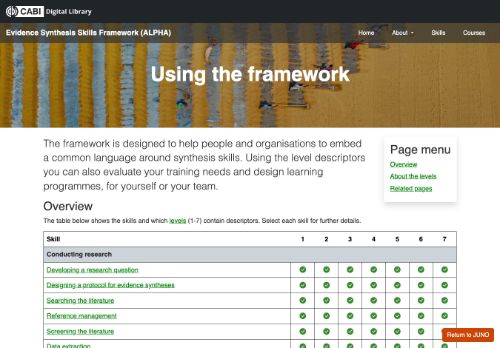 CABI Digital Library
Evidence Synthesis Skills Framework (ALPHA)
Home About Skills Courses
Using the framework
The framework is designed to help people and organisations to embed
a common language around synthesis skills. Using the level descriptors
you can also evaluate your training needs and design learning
programmes, for yourself or your team.
Page menu
Overview
About the levels
Related pages
Overview
The table below shows the skills and which levels (1-7) contain descriptors. Select each skill for further details.
Skill 1 2 3 4 5 6 7
Conducting research
Developing a research question
Designing a protocol for evidence syntheses
Searching the literature
Reference management
Screening the literature
Data extraction
Return to JUNO